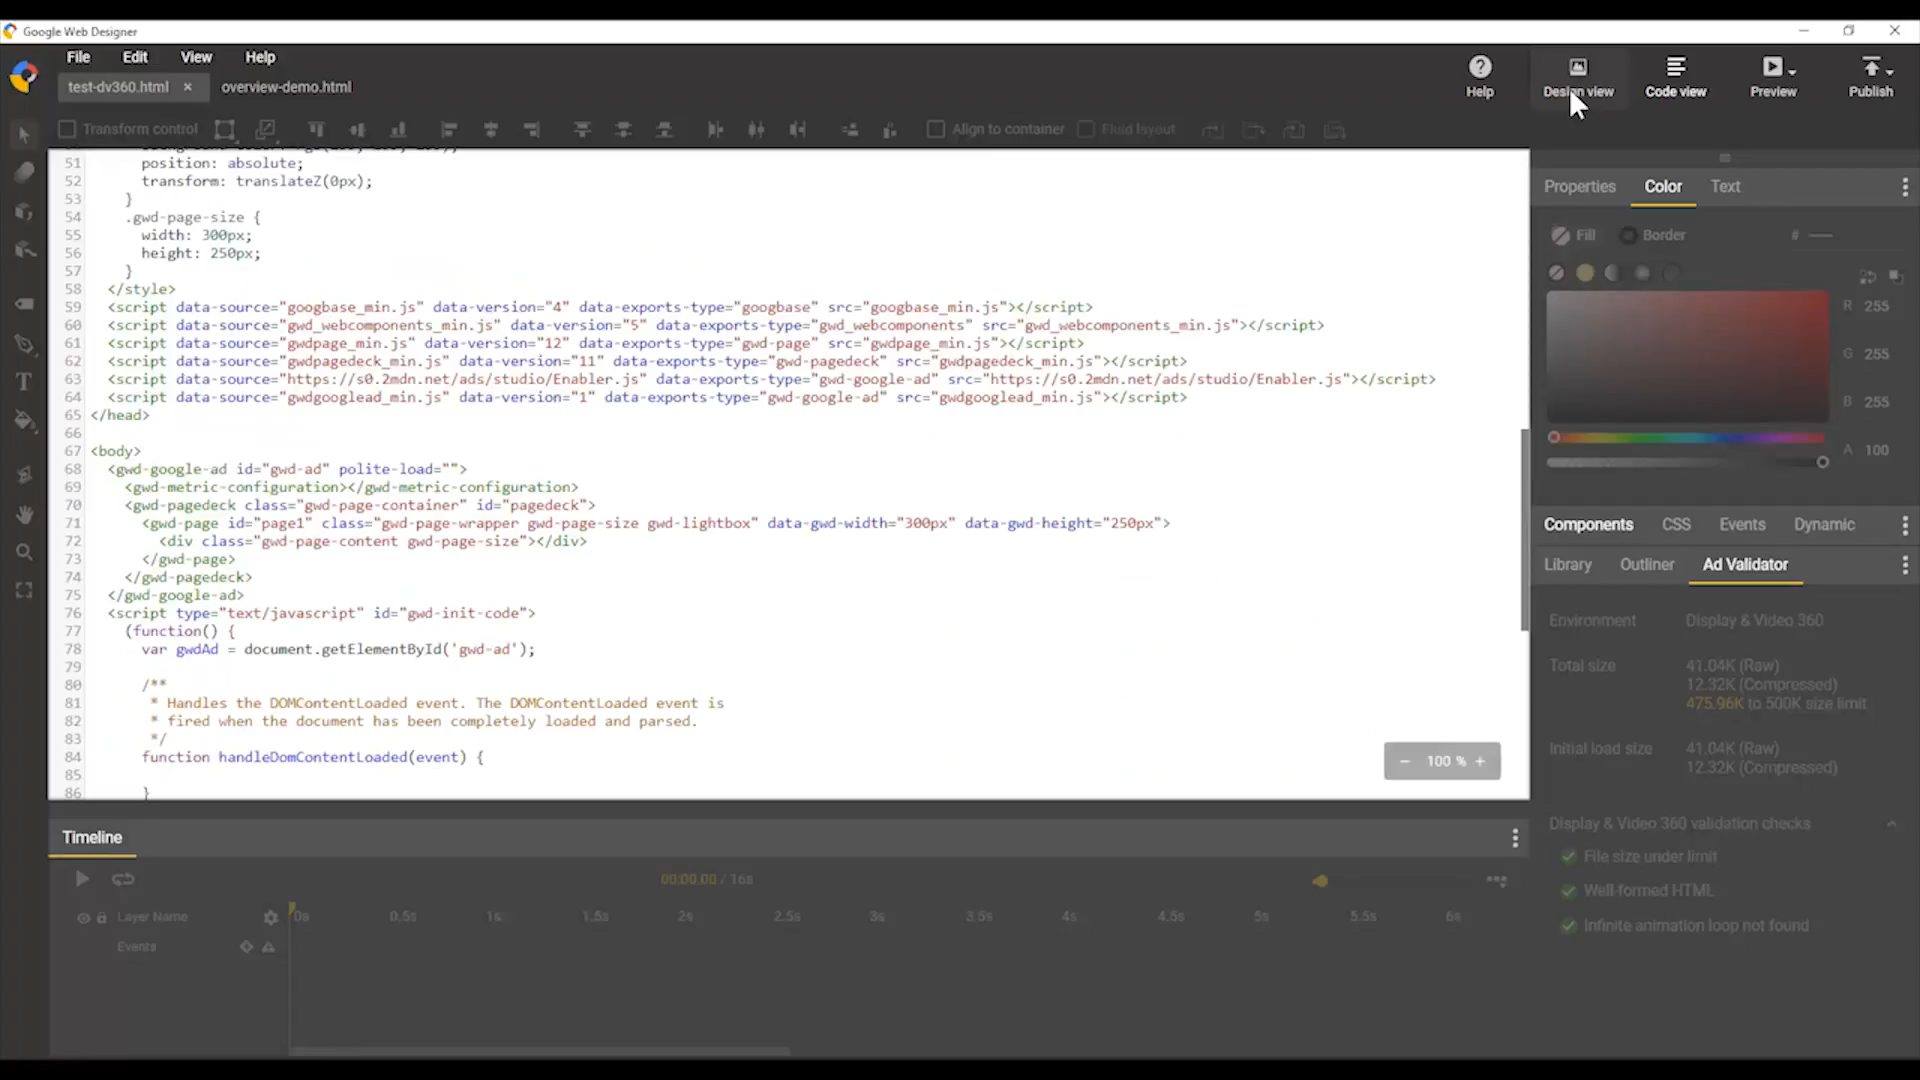 Google Web Designer
File Edit View Help
test-dv360.html × overview-demo.html
Help Design view Code view Preview Publish
Transform control Align to container Fluid layout
51 position: absolute;
52 transform: translateZ(0px);
53 }
54 .gwd-page-size {
55 width: 300px;
56 height: 250px;
57 }
58 </style>
59 <script data-source="googbase_min.js" data-version="4" data-exports-type="googbase" src="googbase_min.js"></script>
60 <script data-source="gwd_webcomponents_min.js" data-version="5" data-exports-type="gwd_webcomponents" src="gwd_webcomponents_min.js"></script>
61 <script data-source="gwdpage_min.js" data-version="12" data-exports-type="gwd-page" src="gwdpage_min.js"></script>
62 <script data-source="gwdpagedeck_min.js" data-version="11" data-exports-type="gwd-pagedeck" src="gwdpagedeck_min.js"></script>
63 <script data-source="https://s0.2mdn.net/ads/studio/Enabler.js" data-exports-type="gwd-google-ad" src="https://s0.2mdn.net/ads/studio/Enabler.js"></script>
64 <script data-source="gwdgooglead_min.js" data-version="1" data-exports-type="gwd-google-ad" src="gwdgooglead_min.js"></script>
65 </head>
66
67 <body>
68 <gwd-google-ad id="gwd-ad" polite-load="">
69 <gwd-metric-configuration></gwd-metric-configuration>
70 <gwd-pagedeck class="gwd-page-container" id="pagedeck">
71 <gwd-page id="page1" class="gwd-page-wrapper gwd-page-size gwd-lightbox" data-gwd-width="300px" data-gwd-height="250px">
72 <div class="gwd-page-content gwd-page-size"></div>
73 </gwd-page>
74 </gwd-pagedeck>
75 </gwd-google-ad>
76 <script type="text/javascript" id="gwd-init-code">
77 (function() {
78 var gwdAd = document.getElementById('gwd-ad');
79
80 /**
81 * Handles the DOMContentLoaded event. The DOMContentLoaded event is
82 * fired when the document has been completely loaded and parsed.
83 */
84 function handleDomContentLoaded(event) {
85
86 }
− 100 % +
Properties Color Text
Fill Border #
R 255
G 255
B 255
A 100
Components CSS Events Dynamic
Library Outliner Ad Validator
Environment Display & Video 360
Total size 41.04K (Raw)
12.32K (Compressed)
475.96K to 500K size limit
Initial load size 41.04K (Raw)
12.32K (Compressed)
Display & Video 360 validation checks
File size under limit
Well-formed HTML
Infinite animation loop not found
Timeline
00:00.00 / 16s
Layer Name 0s 0.5s 1s 1.5s 2s 2.5s 3s 3.5s 4s 4.5s 5s 5.5s 6s
Events